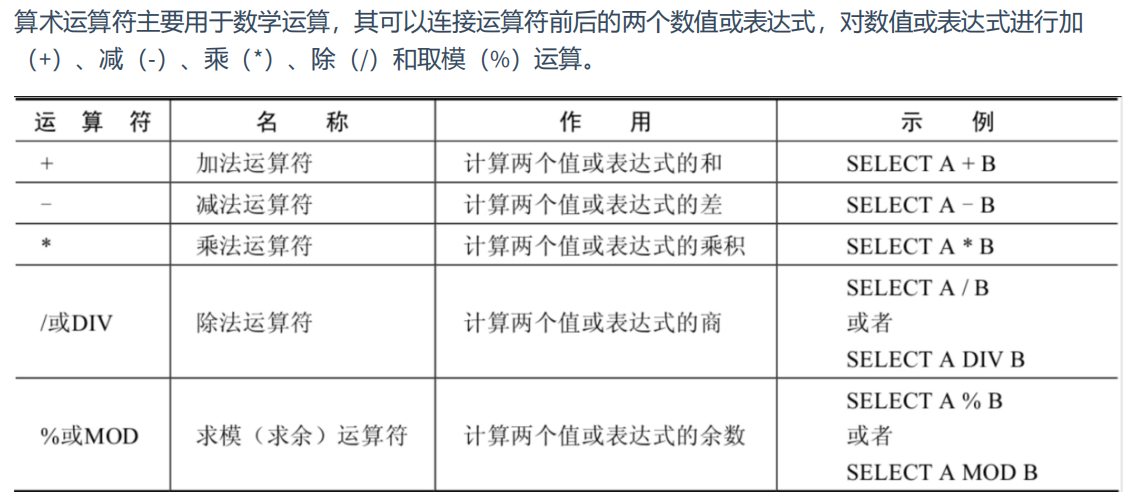 算术运算符主要用于数学运算，其可以连接运算符前后的两个数值或表达式，对数值或表达式进行加
（+）、减（-）、乘（*）、除（/）和取模（%）运算。
运 算 符 名 称 作 用 示 例
+ 加法运算符 计算两个值或表达式的和 SELECT A + B
- 减法运算符 计算两个值或表达式的差 SELECT A - B
* 乘法运算符 计算两个值或表达式的乘积 SELECT A * B
/或DIV 除法运算符 计算两个值或表达式的商 SELECT A / B
或者
SELECT A DIV B
%或MOD 求模（求余）运算符 计算两个值或表达式的余数 SELECT A % B
或者
SELECT A MOD B